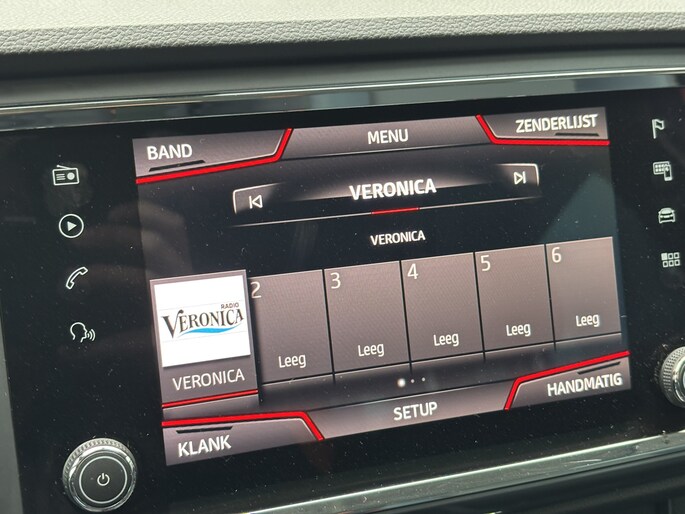 BAND
MENU
ZENDERLIJST
VERONICA
VERONICA
RADIO
VERONICA
VERONICA
2
Leeg
3
Leeg
4
Leeg
5
Leeg
6
Leeg
KLANK
SETUP
HANDMATIG